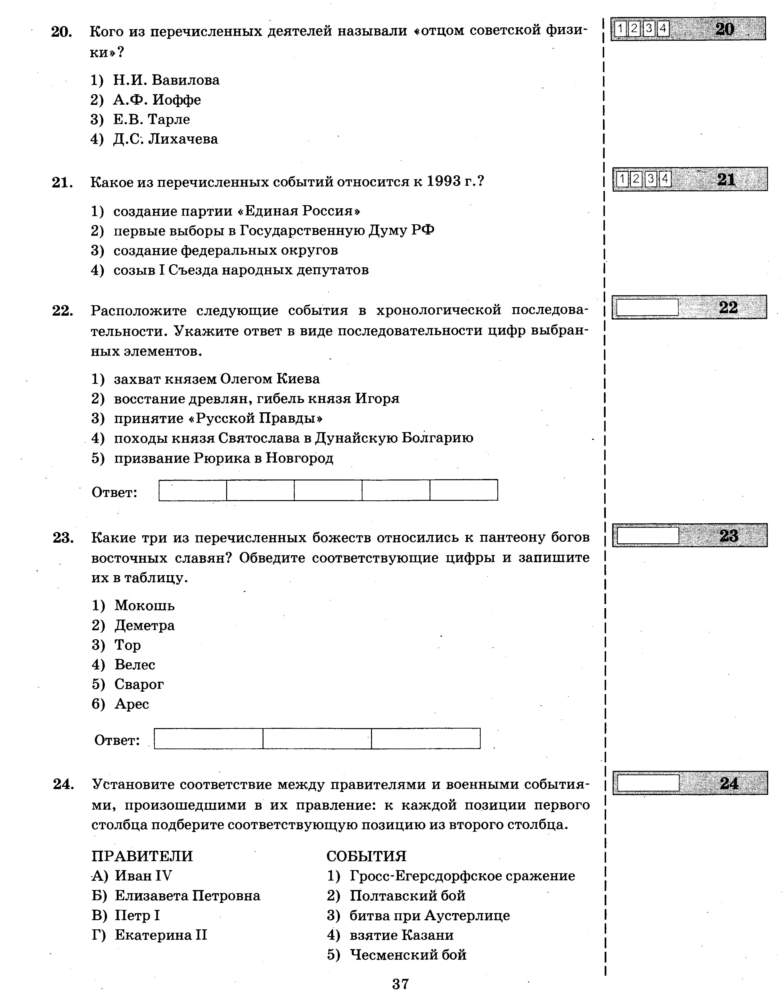 20. Кого из перечисленных деятелей называли «отцом советской физи-
ки»?
1) Н.И. Вавилова
2) А.Ф. Иоффе
3) Е.В. Тарле
4) Д.С. Лихачева
1 2 3 4 20
21. Какое из перечисленных событий относится к 1993 г.?
1) создание партии «Единая Россия»
2) первые выборы в Государственную Думу РФ
3) создание федеральных округов
4) созыв I Съезда народных депутатов
1 2 3 4 21
22. Расположите следующие события в хронологической последова-
тельности. Укажите ответ в виде последовательности цифр выбран-
ных элементов.
1) захват князем Олегом Киева
2) восстание древлян, гибель князя Игоря
3) принятие «Русской Правды»
4) походы князя Святослава в Дунайскую Болгарию
5) призвание Рюрика в Новгород
Ответ:
22
23. Какие три из перечисленных божеств относились к пантеону богов
восточных славян? Обведите соответствующие цифры и запишите
их в таблицу.
1) Мокошь
2) Деметра
3) Тор
4) Велес
5) Сварог
6) Арес
Ответ:
23
24. Установите соответствие между правителями и военными события-
ми, произошедшими в их правление: к каждой позиции первого
столбца подберите соответствующую позицию из второго столбца.
24
ПРАВИТЕЛИ
А) Иван IV
Б) Елизавета Петровна
В) Петр I
Г) Екатерина II
СОБЫТИЯ
1) Гросс-Егерсдорфское сражение
2) Полтавский бой
3) битва при Аустерлице
4) взятие Казани
5) Чесменский бой
37